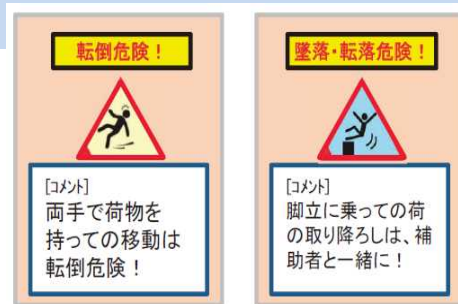 転倒危険！
[コメント]
両手で荷物を
持っての移動は
転倒危険！
墜落･転落危険！
[コメント]
脚立に乗っての荷
の取り降ろしは、補
助者と一緒に！